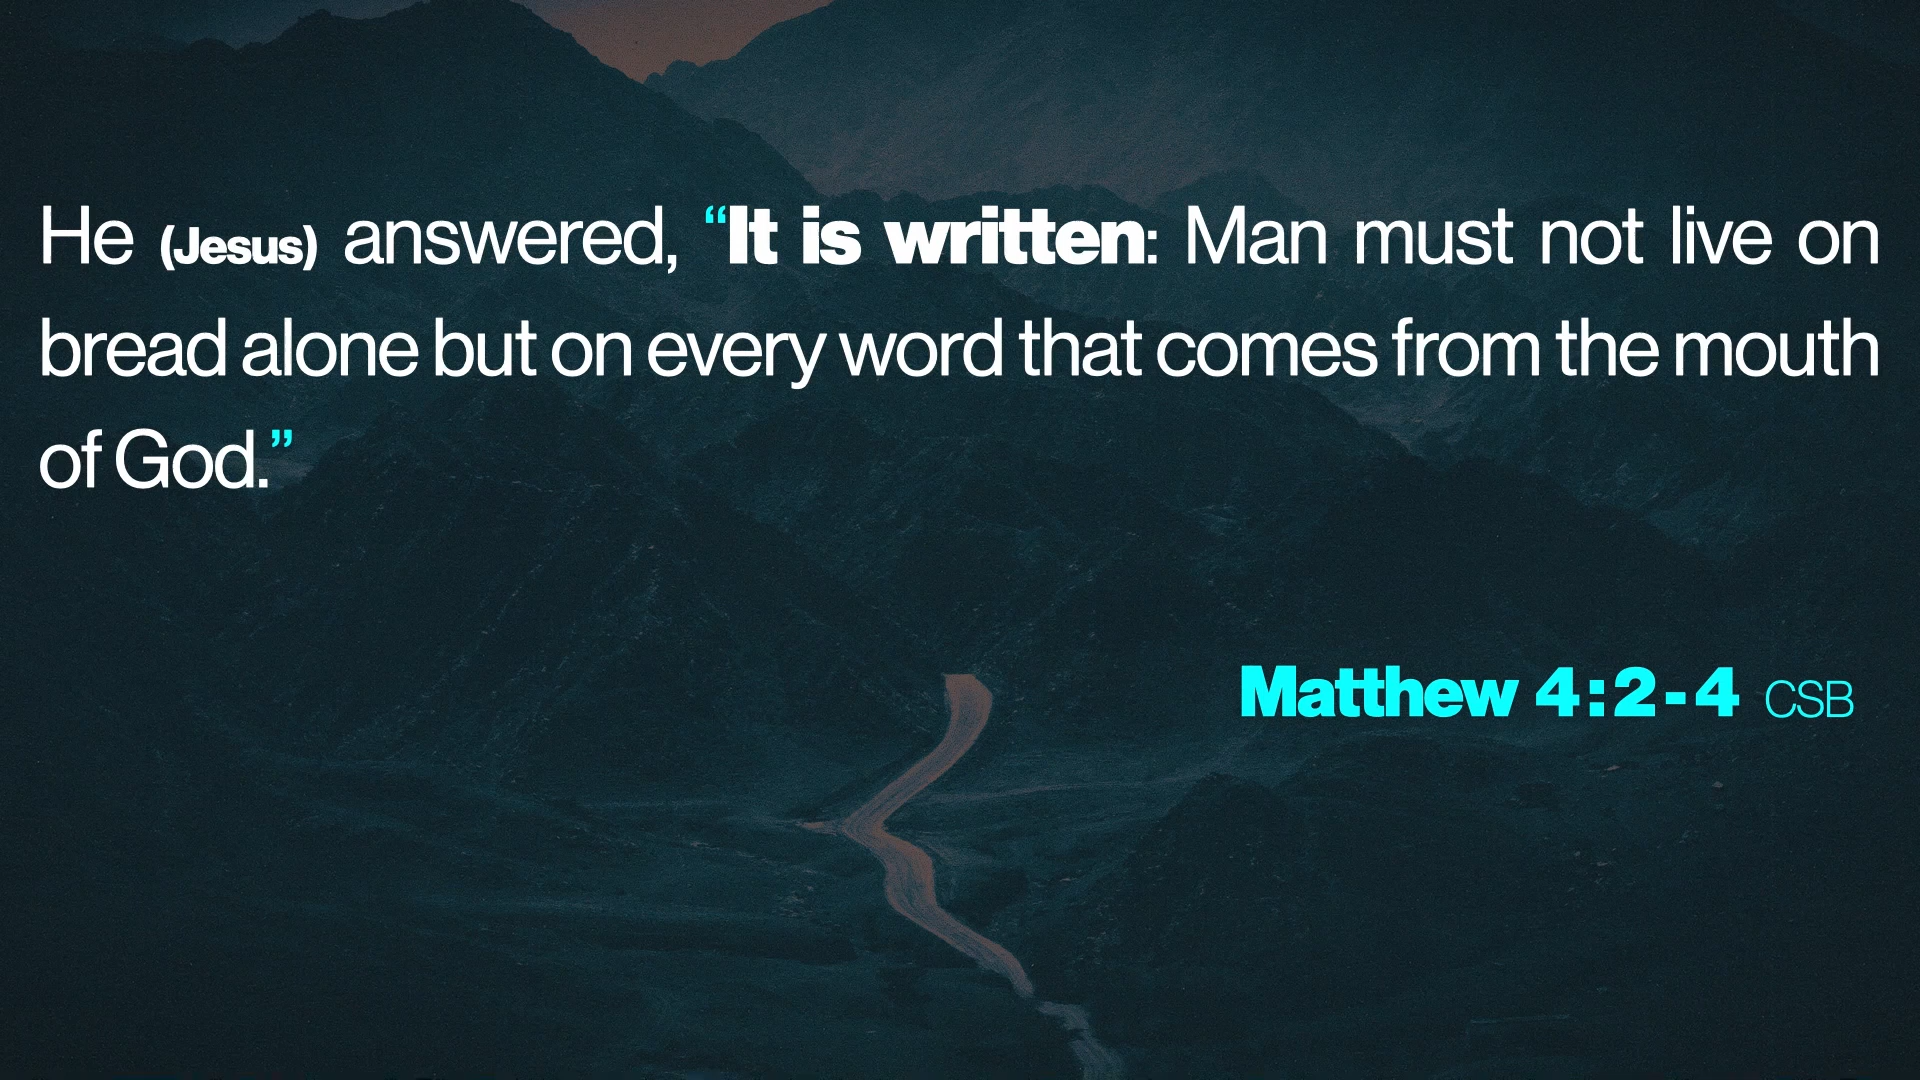 He (Jesus) answered, “It is written: Man must not live on
bread alone but on every word that comes from the mouth
of God.”
Matthew 4:2-4 CSB